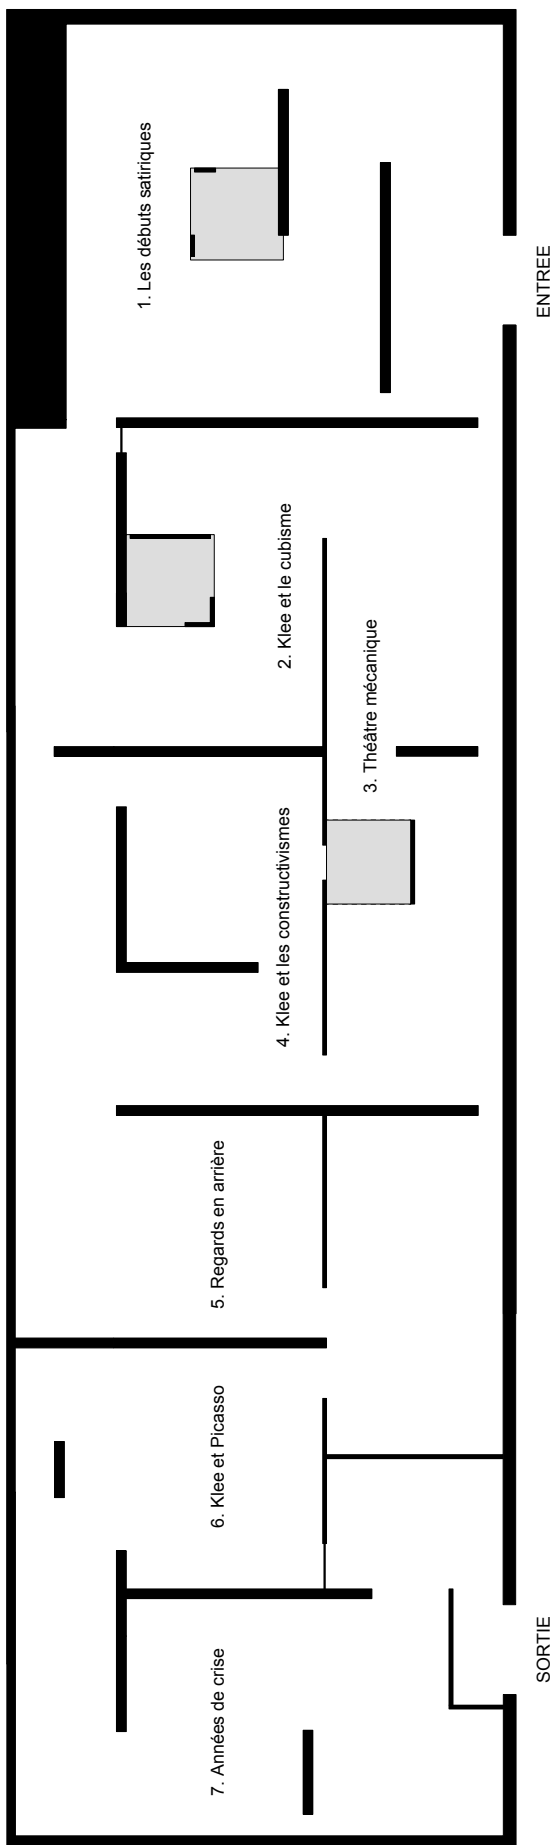 1. Les débuts satiriques
ENTREE
2. Klee et le cubisme
3. Théâtre mécanique
4. Klee et les constructivismes
5. Regards en arrière
6. Klee et Picasso
7. Années de crise
SORTIE